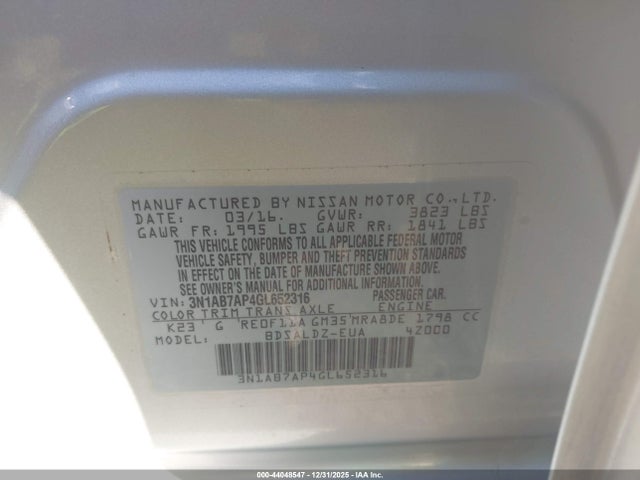 MANUFACTURED BY NISSAN MOTOR CO., LTD.
DATE: 03/16. GVWR: 3823 LBS
GAWR FR: 1995 LBS GAWR RR: 1841 LBS
THIS VEHICLE CONFORMS TO ALL APPLICABLE FEDERAL MOTOR
VEHICLE SAFETY, BUMPER AND THEFT PREVENTION STANDARDS
IN EFFECT ON THE DATE OF MANUFACTURE SHOWN ABOVE.
SEE OWNER'S MANUAL FOR ADDITIONAL INFORMATION.
VIN: 3N1AB7AP4GL652316 PASSENGER CAR.
COLOR TRIM TRANS AXLE ENGINE
K23 G RE0F11A GM35 MRA8DE 1798 CC
MODEL: BDSALDZ-EUA 4Z000
3N1AB7AP4GL652316
000-44048547 - 12/31/2025 - IAA Inc.